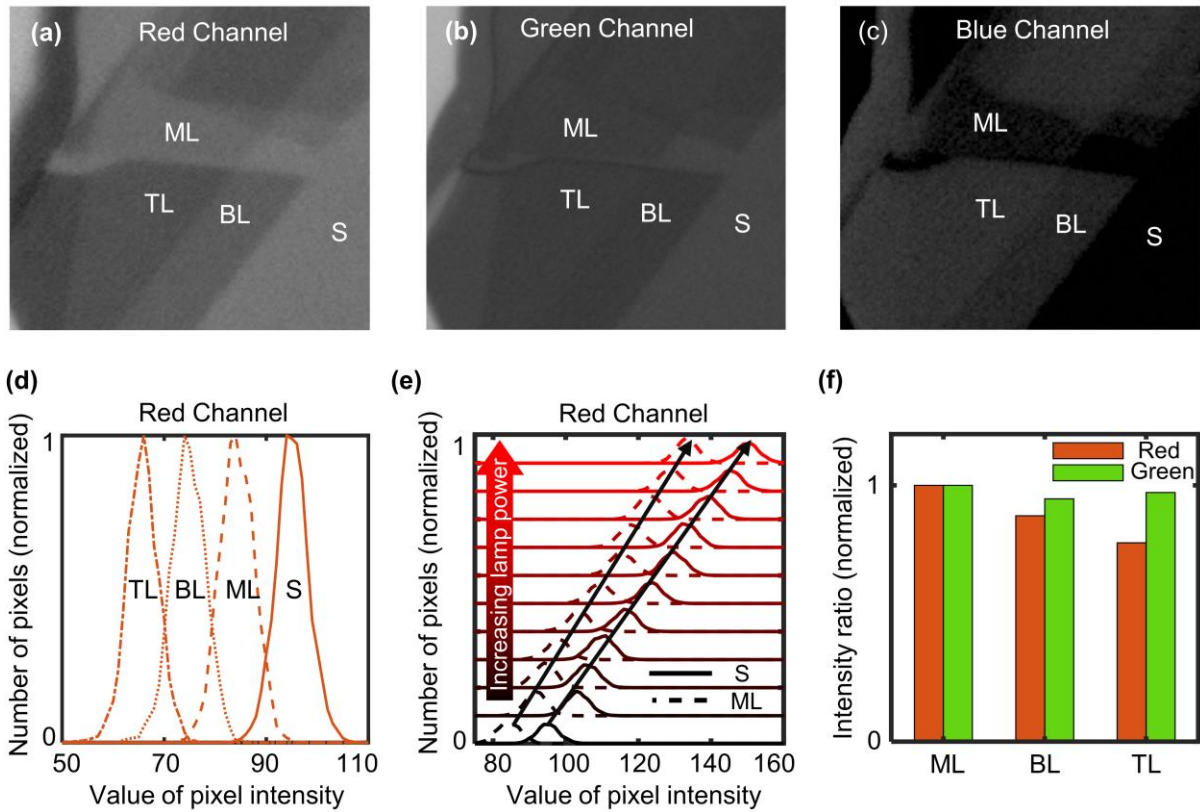 (a) Red Channel
ML
TL
BL
S
(b) Green Channel
ML
TL
BL
S
(c) Blue Channel
ML
TL
BL
S
(d)
Red Channel
Number of pixels (normalized)
1
0
TL BL ML S
50 70 90 110
Value of pixel intensity
(e)
Red Channel
Number of pixels (normalized)
1
0
Increasing lamp power
S
ML
80 100 120 140 160
Value of pixel intensity
(f)
Intensity ratio (normalized)
1
0
Red
Green
ML BL TL